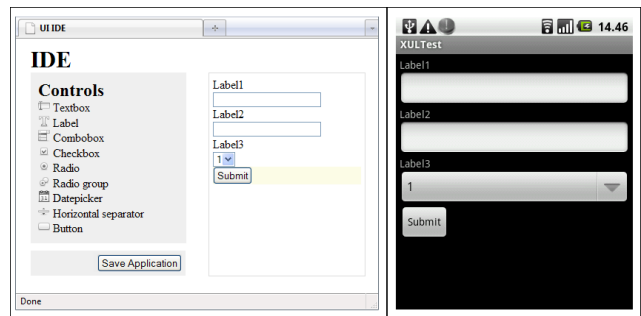 UI IDE
IDE
Controls
Textbox
Label
Combobox
Checkbox
Radio
Radio group
Datepicker
Horizontal separator
Button
Save Application
Label1
Label2
Label3
1
Submit
Done
14.46
XULTest
Label1
Label2
Label3
1
Submit